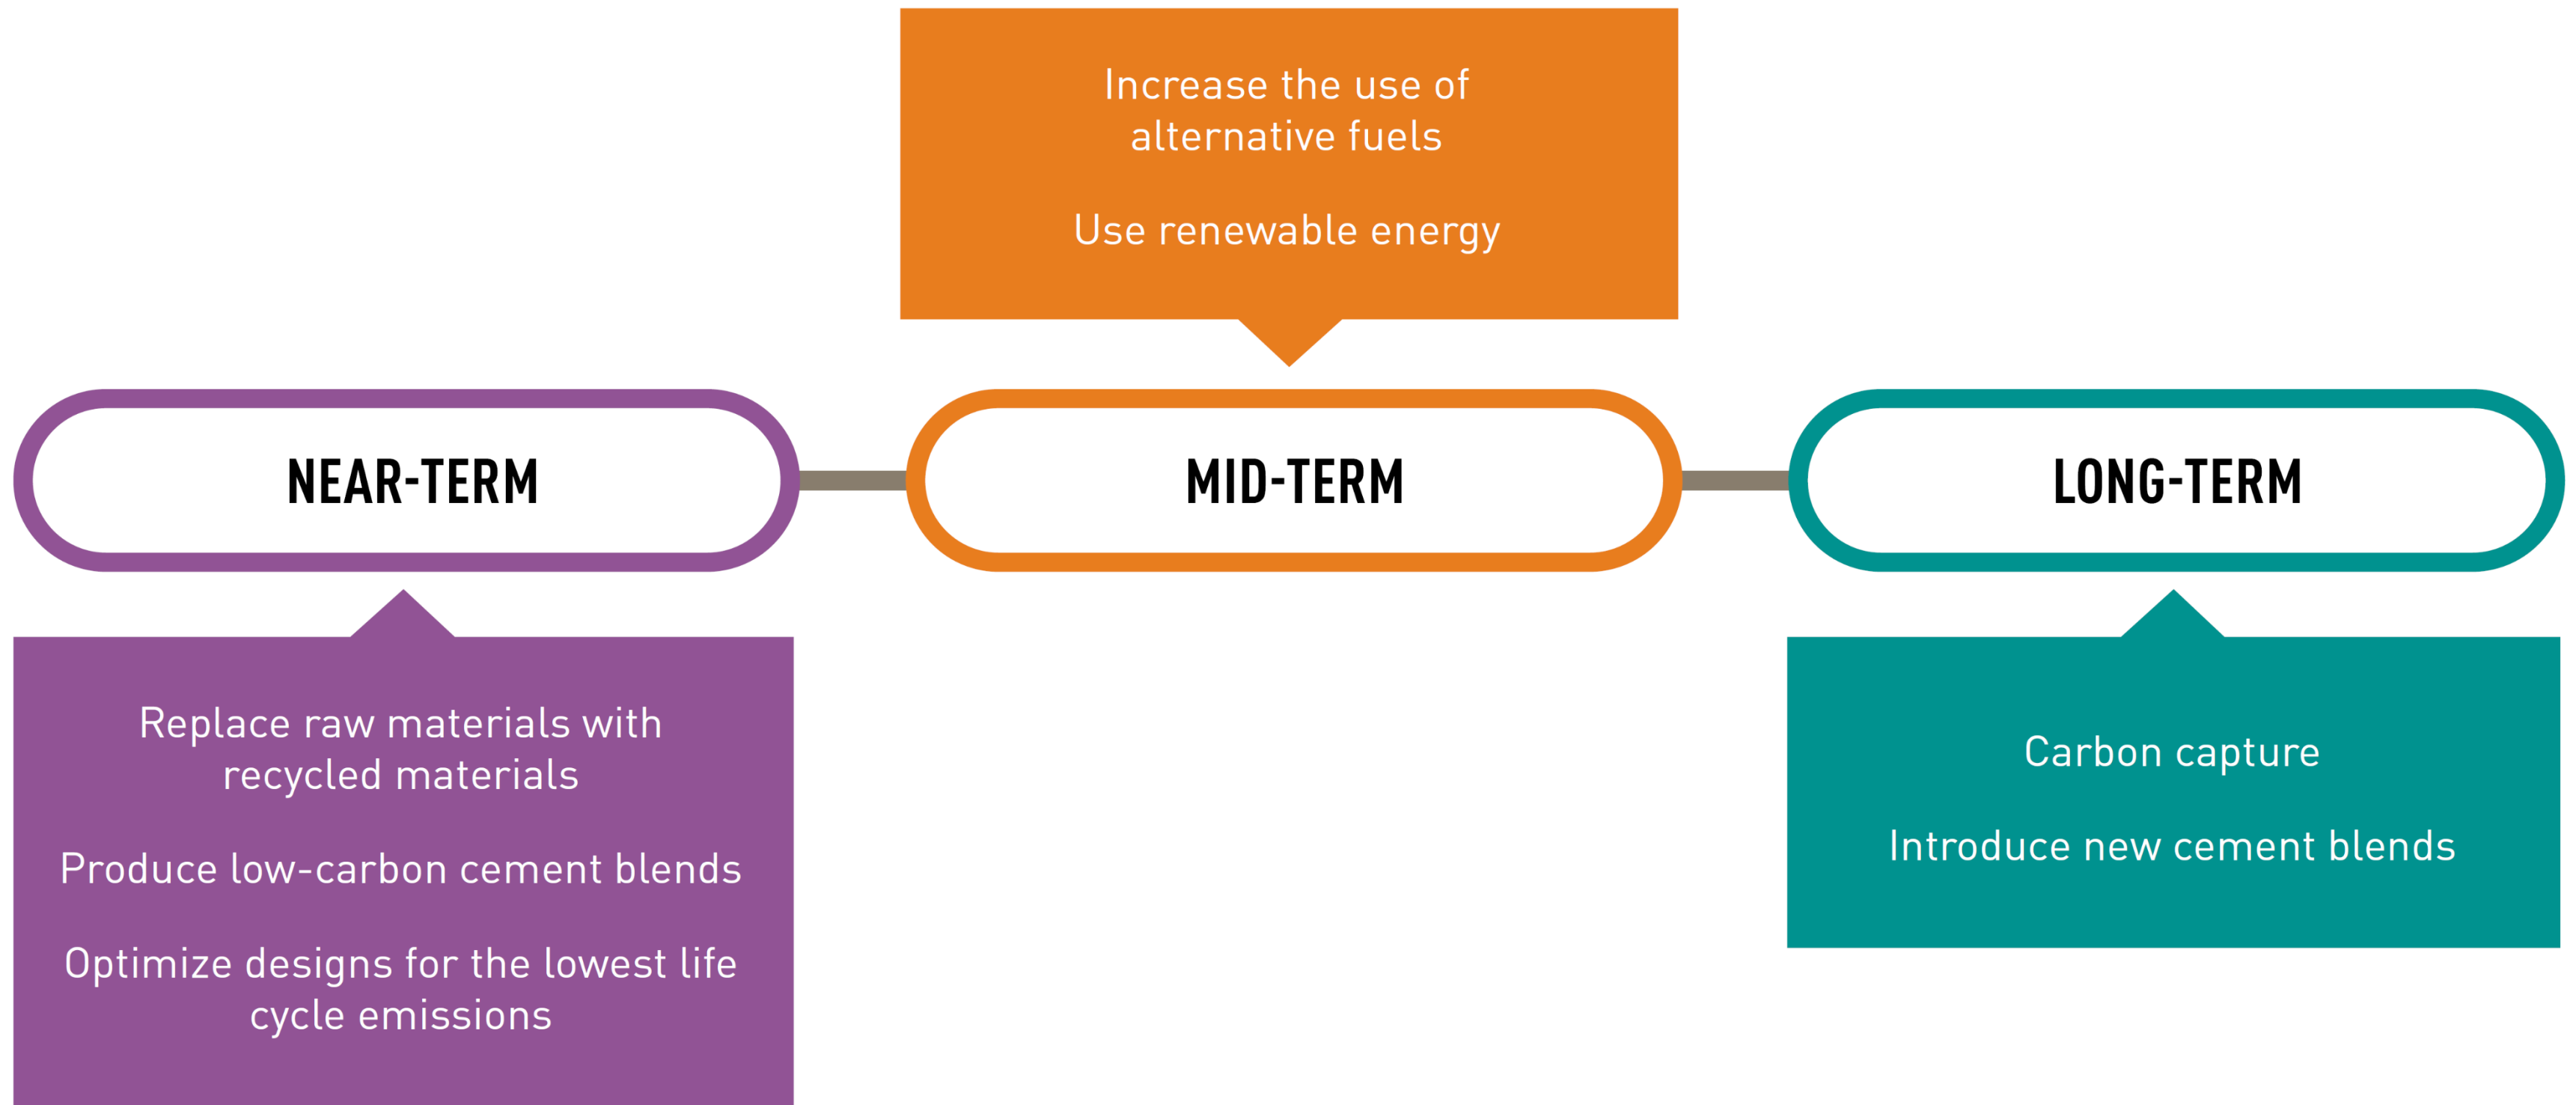 Increase the use of
alternative fuels
Use renewable energy
NEAR-TERM
MID-TERM
LONG-TERM
Replace raw materials with
recycled materials
Produce low-carbon cement blends
Optimize designs for the lowest life
cycle emissions
Carbon capture
Introduce new cement blends